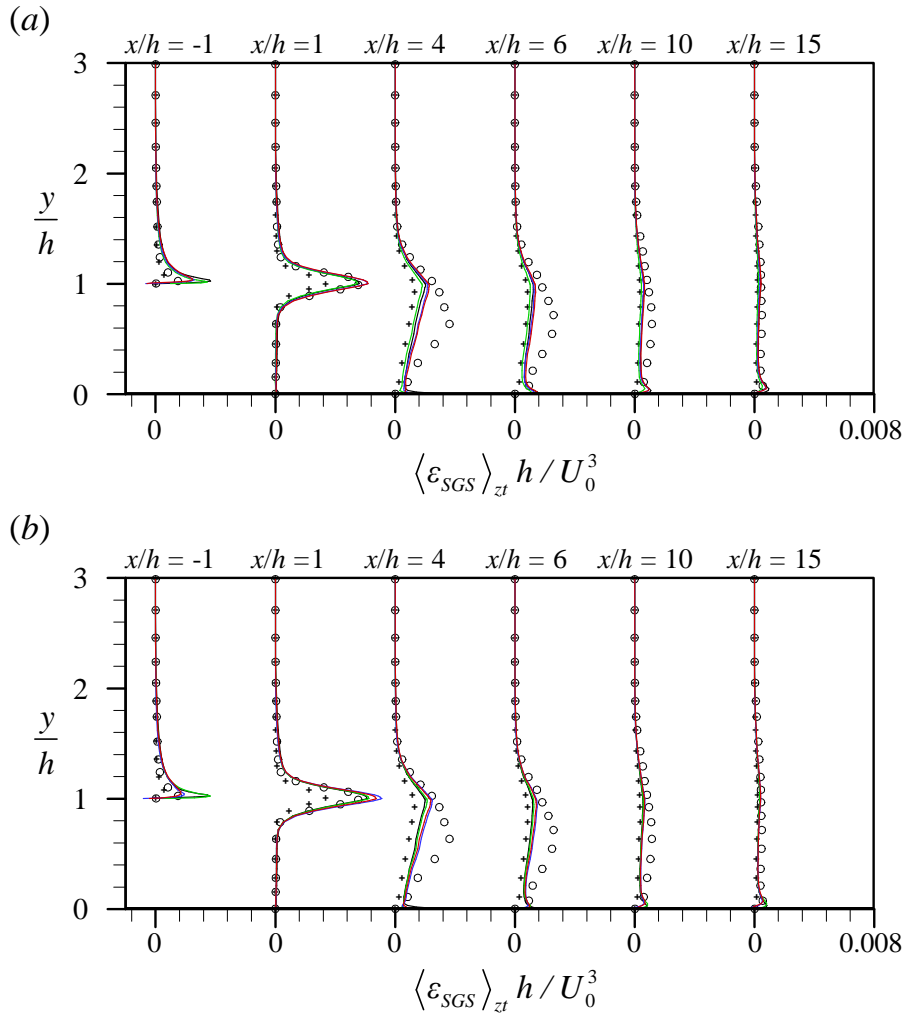 (a)
x/h = -1 x/h =1 x/h = 4 x/h = 6 x/h = 10 x/h = 15
3
2
y/h
1
0
0 0 0 0 0 0 0.008
⟨ε_SGS⟩_zt h / U_0^3
(b)
x/h = -1 x/h =1 x/h = 4 x/h = 6 x/h = 10 x/h = 15
3
2
y/h
1
0
0 0 0 0 0 0 0.008
⟨ε_SGS⟩_zt h / U_0^3